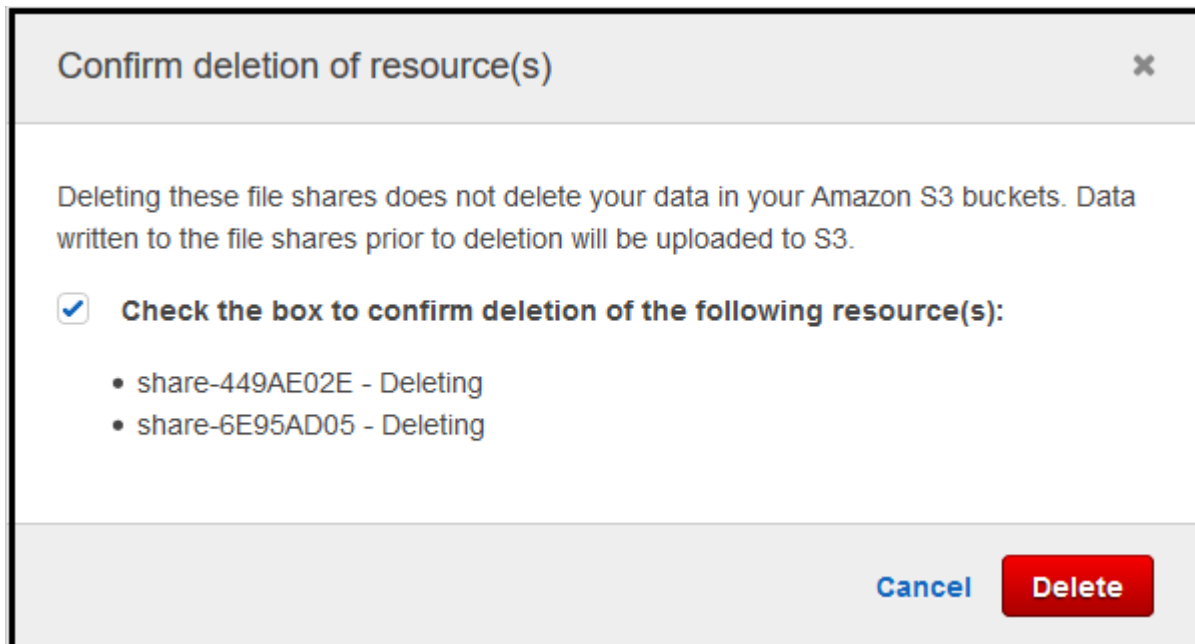 Confirm deletion of resource(s)
Deleting these file shares does not delete your data in your Amazon S3 buckets. Data
written to the file shares prior to deletion will be uploaded to S3.
Check the box to confirm deletion of the following resource(s):
• share-449AE02E - Deleting
• share-6E95AD05 - Deleting
Cancel Delete